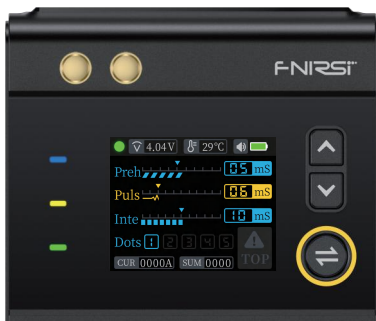 FNIRSI
4.04V 29°C
Preh 05 mS
Puls 06 mS
Inte 10 mS
Dots 1 2 3 4 5
TOP
CUR 0000A SUM 0000